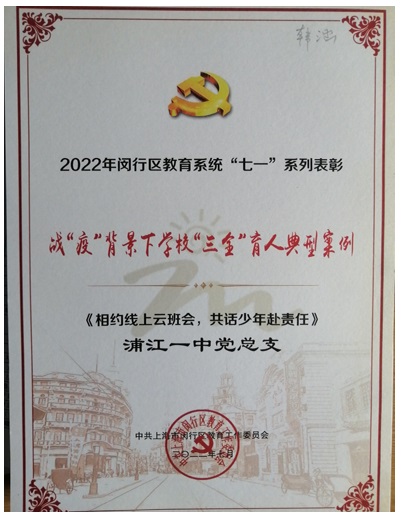 韩涵
2022年闵行区教育系统“七一”系列表彰
战“疫”背景下学校“三全”育人典型案例
《相约线上云班会，共话少年赴责任》
浦江一中党总支
中共上海市闵行区教育工作委员会
二〇二二年七月